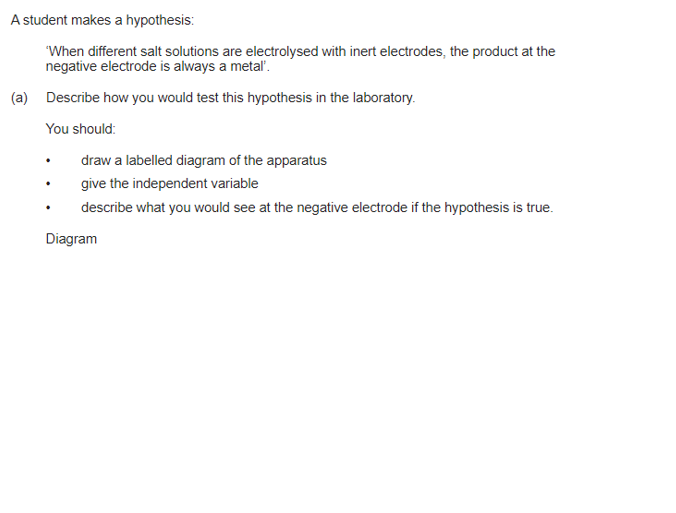 A student makes a hypothesis:
'When different salt solutions are electrolysed with inert electrodes, the product at the
negative electrode is always a metal'.
(a) Describe how you would test this hypothesis in the laboratory.
You should:
• draw a labelled diagram of the apparatus
• give the independent variable
• describe what you would see at the negative electrode if the hypothesis is true.
Diagram